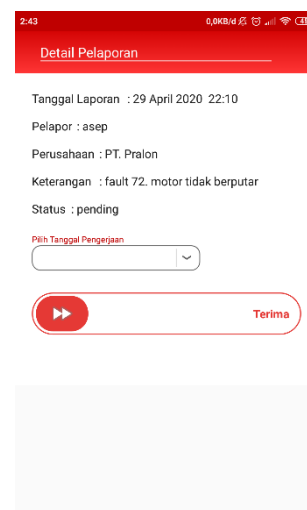 2:43 0,0KB/d 41
Detail Pelaporan
Tanggal Laporan : 29 April 2020 22:10
Pelapor : asep
Perusahaan : PT. Pralon
Keterangan : fault 72. motor tidak berputar
Status : pending
Pilih Tanggal Pengerjaan
Terima